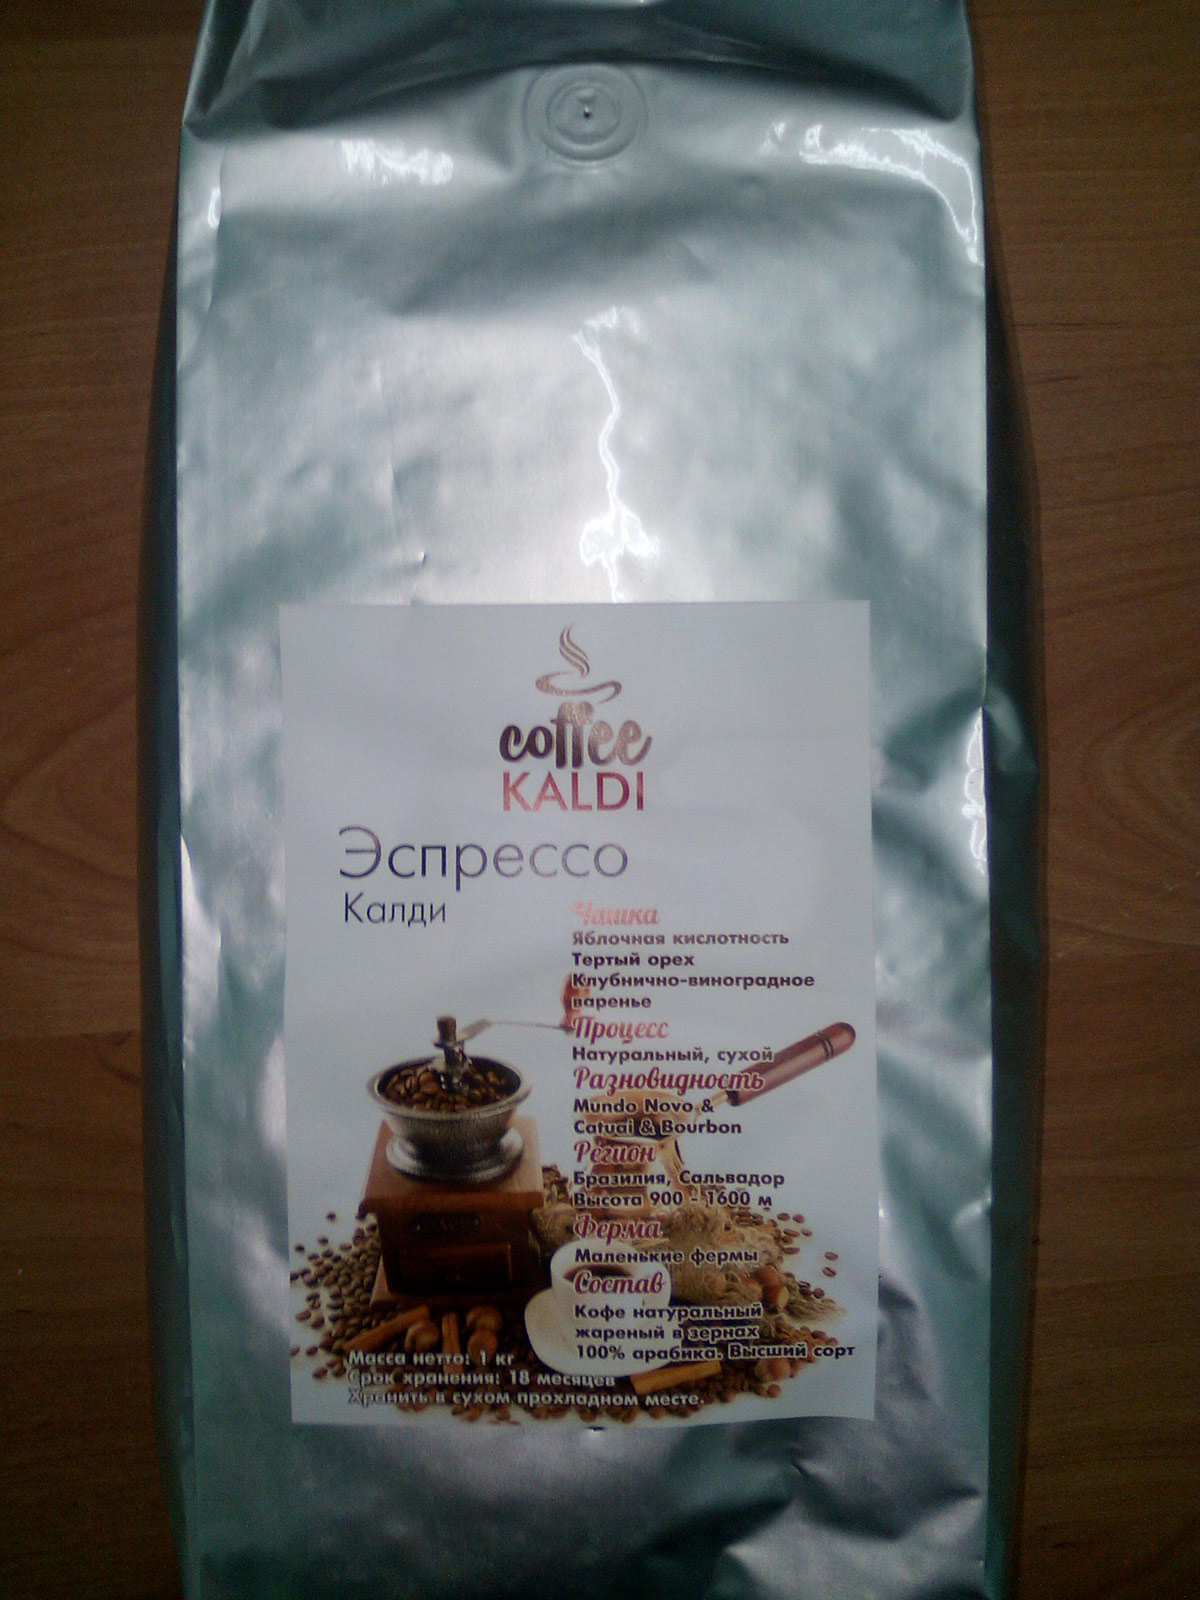 coffee
KALDI
Эспрессо
Калди
Чашка
Яблочная кислотность
Тертый орех
Клубнично-виноградное
варенье
Процесс
Натуральный, сухой
Разновидность
Mundo Novo &
Catuai & Bourbon
Регион
Бразилия, Сальвадор
Высота 900 - 1600 м
Ферма
Маленькие фермы
Состав
Кофе натуральный
жареный в зернах
100% арабика. Высший сорт
Масса нетто: 1 кг
Срок хранения: 18 месяцев
Хранить в сухом прохладном месте.